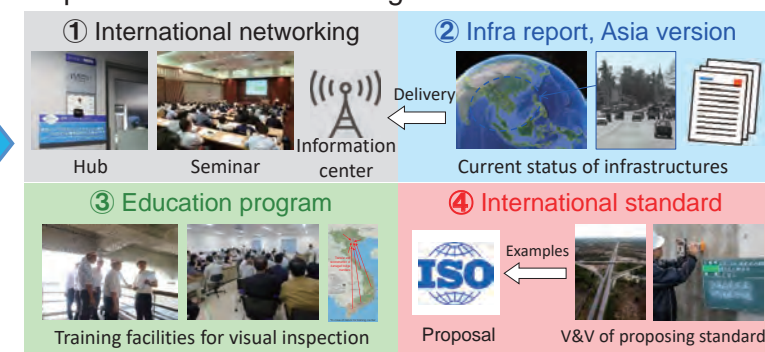 ① International networking
Hub
Seminar
Information
center
Delivery
② Infra report, Asia version
Current status of infrastructures
③ Education program
Training facilities for visual inspection
④ International standard
ISO
Examples
Proposal
V&V of proposing standard